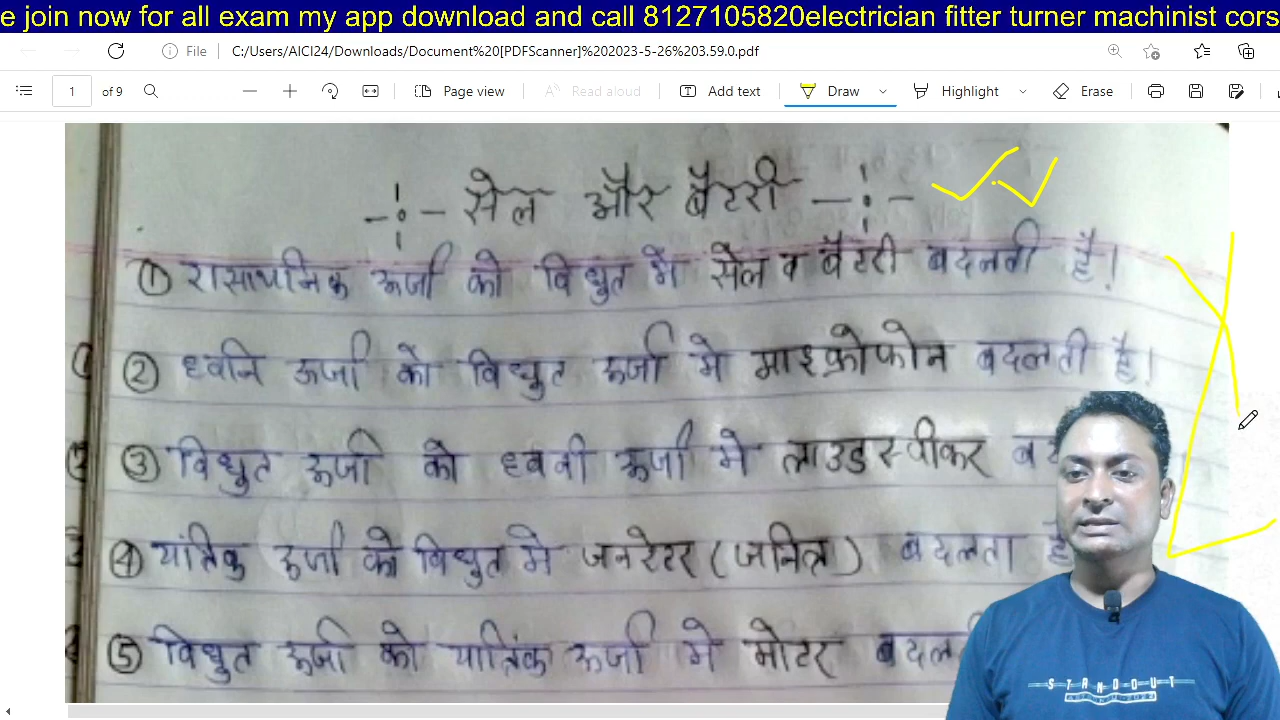 e join now for all exam my app download and call 8127105820electrician fitter turner machinist cors
File C:/Users/AICI24/Downloads/Document%20[PDFScanner]%202023-5-26%203.59.0.pdf
1 of 9 Page view Read aloud Add text Draw Highlight Erase
सेल और बैटरी
① रासायनिक ऊर्जा को विधुत में सेल व बैटरी बदलती है।
② ध्वनि ऊर्जा को विधुत ऊर्जा मे माइक्रोफोन बदलती है।
③ विधुत ऊर्जा को ध्वनी ऊर्जा मे लाउडस्पीकर
④ यांत्रिक ऊर्जा को विधुत मे जनरेटर (जनित्र) बदलता
⑤ विधुत ऊर्जा को यांत्रिक ऊर्जा मे मोटर
STANDOUT